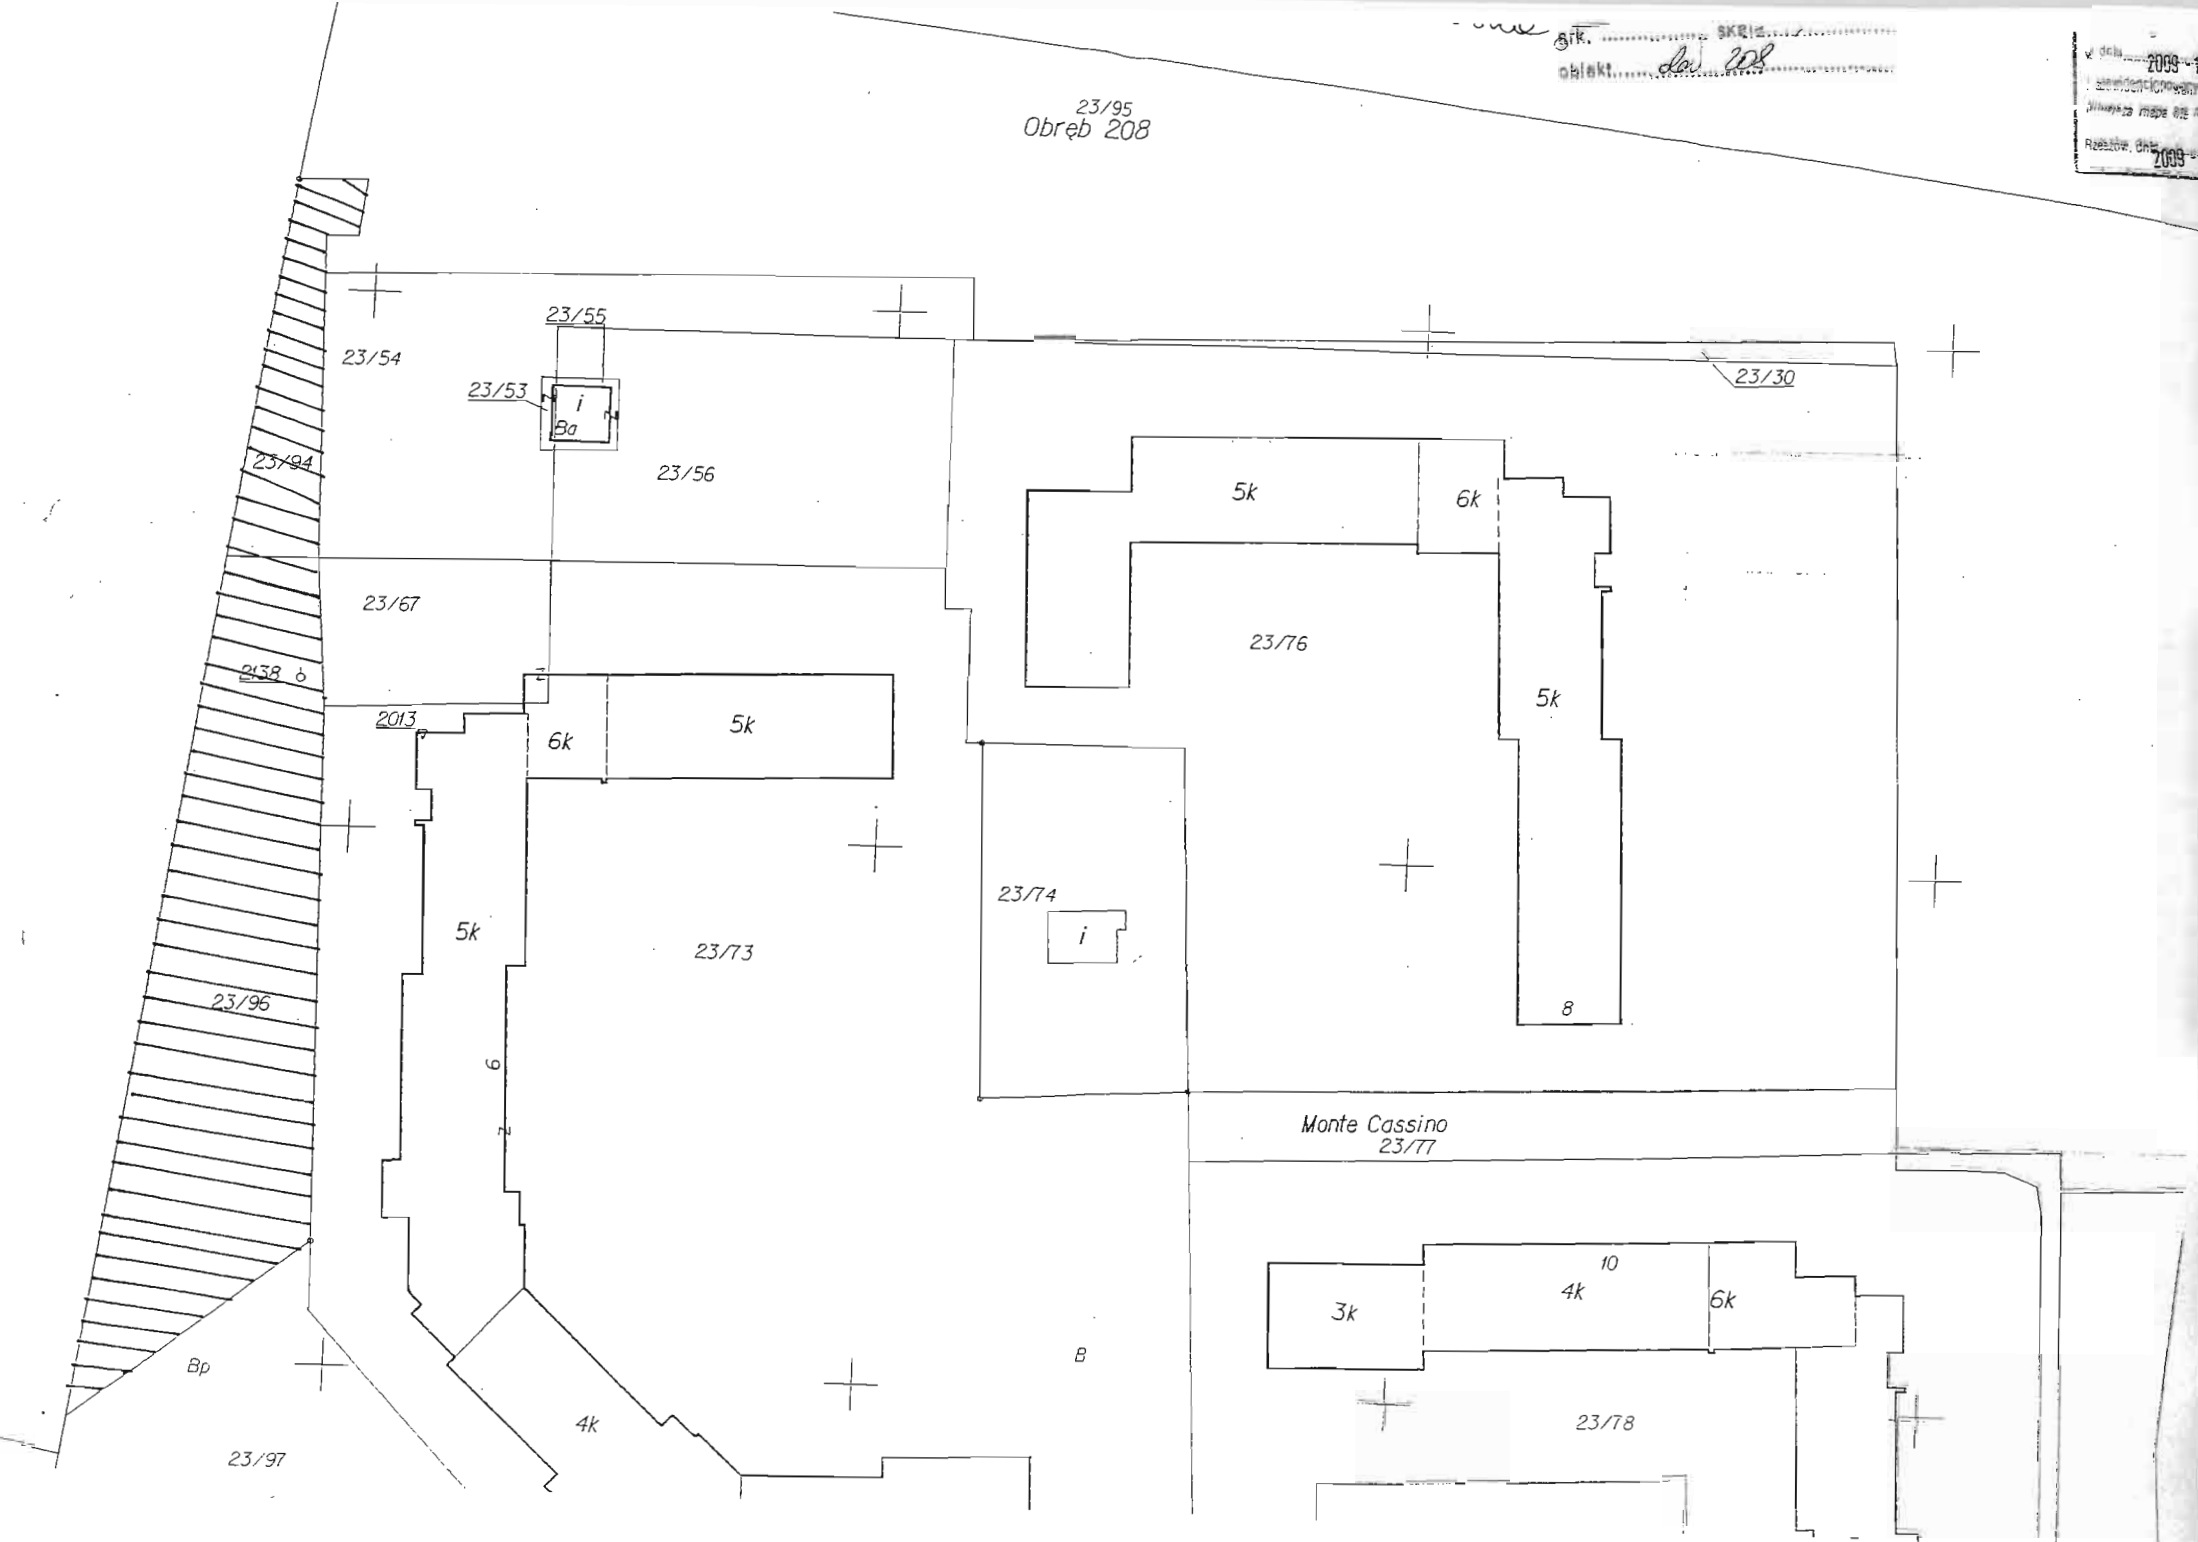 ark. .................... SKRIB.....................
obiekt...... 208 .....................
w dniu 2009 -
Rzeszów, dnia 2009 -
23/95
Obręb 208
23/55
23/54
23/30
23/53
i
Ba
23/94
23/56
5k
6k
23/67
23/76
2138
5k
2013
6k
5k
23/74
i
5k
23/73
23/96
8
6
Monte Cassino
23/77
10
4k
6k
3k
B
Bp
4k
23/78
23/97